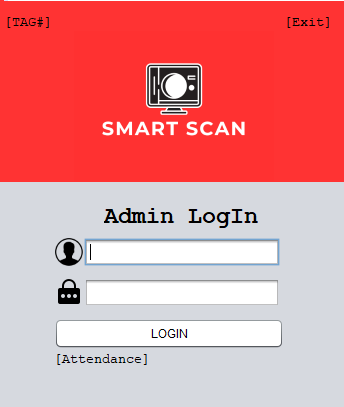 [TAG#] [Exit]
SMART SCAN
Admin LogIn
LOGIN
[Attendance]